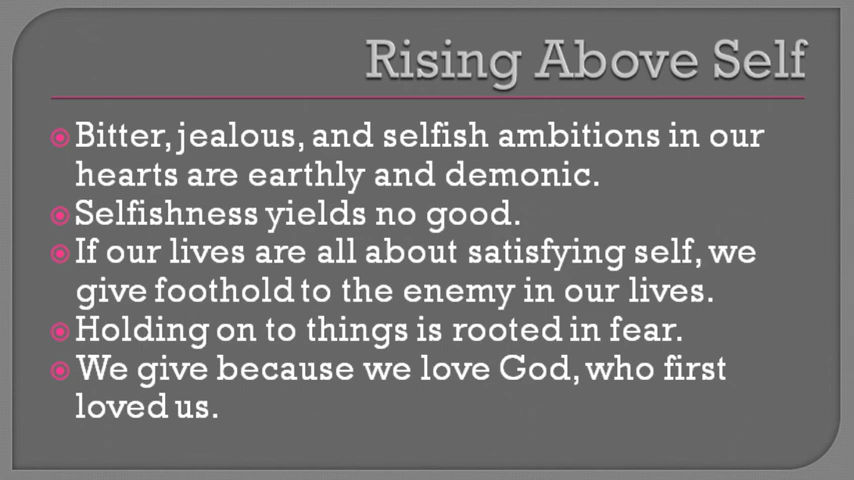 Rising Above Self
Bitter, jealous, and selfish ambitions in our
hearts are earthly and demonic.
Selfishness yields no good.
If our lives are all about satisfying self, we
give foothold to the enemy in our lives.
Holding on to things is rooted in fear.
We give because we love God, who first
loved us.